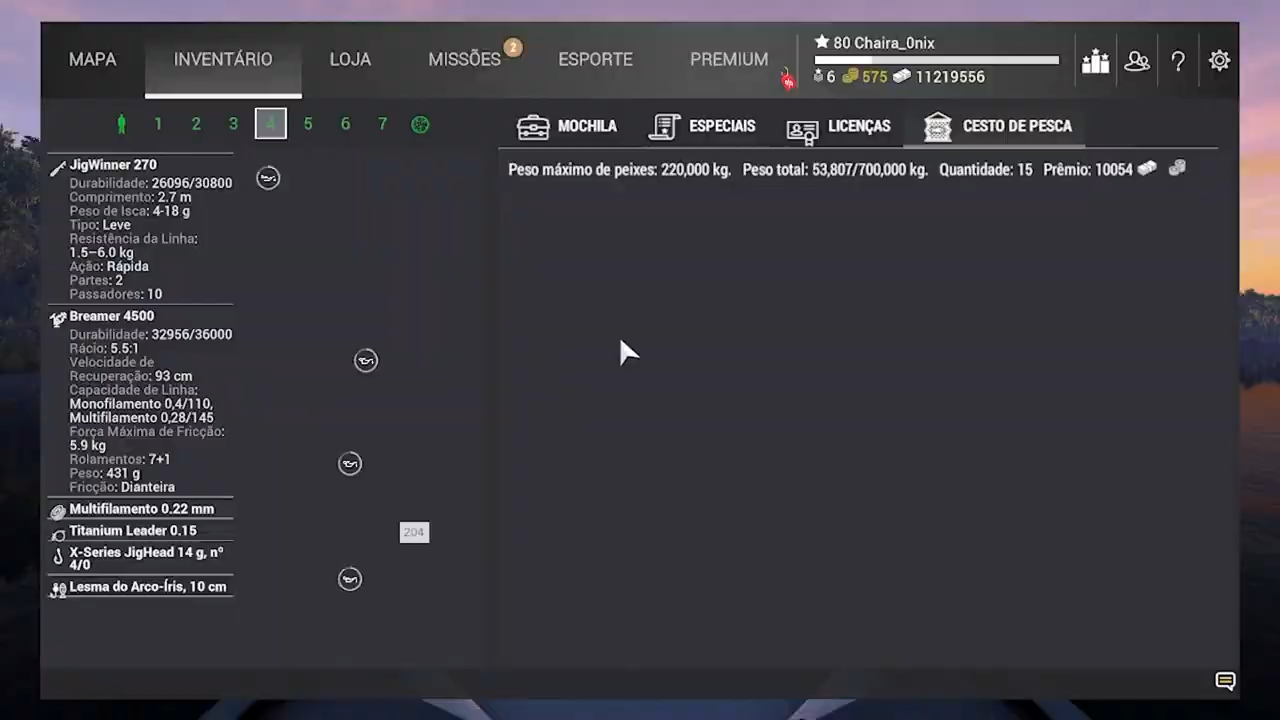 MAPA
INVENTÁRIO
LOJA
MISSÕES
2
ESPORTE
PREMIUM
80 Chaira_0nix
6 575 11219556
1 2 3 4 5 6 7
MOCHILA
ESPECIAIS
LICENÇAS
CESTO DE PESCA
Peso máximo de peixes: 220,000 kg. Peso total: 53,807/700,000 kg. Quantidade: 15 Prêmio: 10054
JigWinner 270
Durabilidade: 26096/30800
Comprimento: 2.7 m
Peso de Isca: 4-18 g
Tipo: Leve
Resistência da Linha:
1.5–6.0 kg
Ação: Rápida
Partes: 2
Passadores: 10
Breamer 4500
Durabilidade: 32956/36000
Rácio: 5.5:1
Velocidade de
Recuperação: 93 cm
Capacidade de Linha:
Monofilamento 0,4/110,
Multifilamento 0,28/145
Força Máxima de Fricção:
5.9 kg
Rolamentos: 7+1
Peso: 431 g
Fricção: Dianteira
Multifilamento 0.22 mm
Titanium Leader 0.15
204
X-Series JigHead 14 g, nº
4/0
Lesma do Arco-Íris, 10 cm